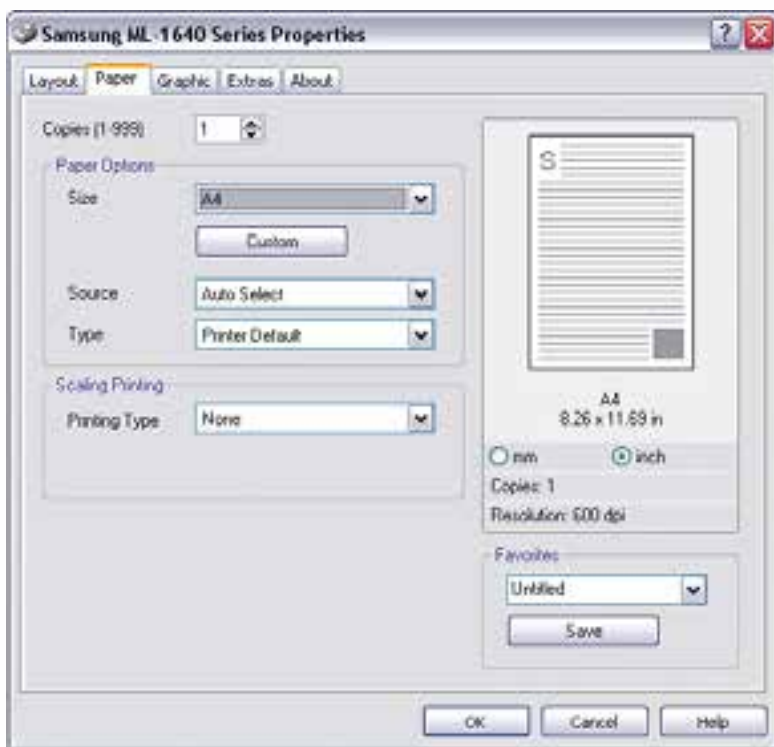 Samsung ML-1640 Series Properties
Layout Paper Graphic Extras About
Copies (1-999) 1
Paper Options
Size A4
Custom
Source Auto Select
Type Printer Default
Scaling Printing
Printing Type None
S
A4
8.26 x 11.69 in
mm inch
Copies: 1
Resolution: 600 dpi
Favorites
Untitled
Save
OK Cancel Help